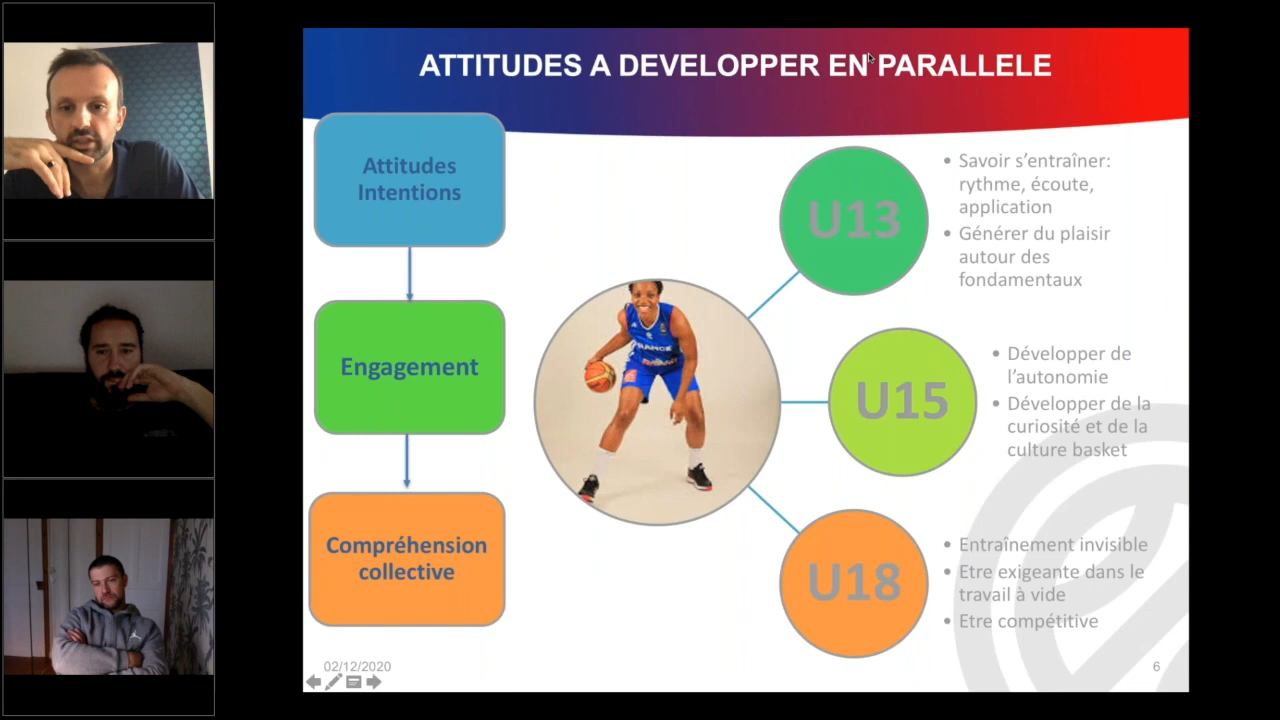 ATTITUDES A DEVELOPPER EN PARALLELE
Attitudes
Intentions
Engagement
Compréhension
collective
FRANCE
U13
• Savoir s’entraîner:
rythme, écoute,
application
• Générer du plaisir
autour des
fondamentaux
U15
• Développer de
l’autonomie
• Développer de la
curiosité et de la
culture basket
U18
• Entraînement invisible
• Etre exigeante dans le
travail à vide
• Etre compétitive
02/12/2020
6